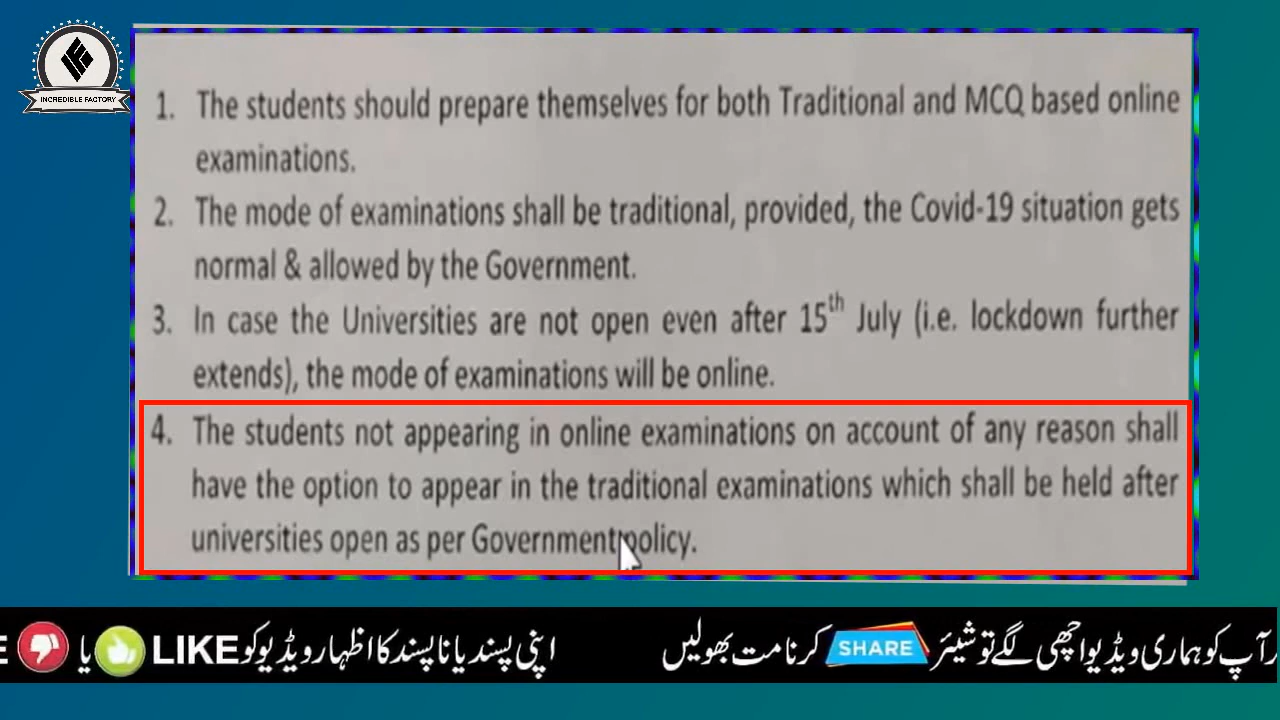 INCREDIBLE FACTORY
1. The students should prepare themselves for both Traditional and MCQ based online
examinations.
2. The mode of examinations shall be traditional, provided, the Covid-19 situation gets
normal & allowed by the Government.
3. In case the Universities are not open even after 15th July (i.e. lockdown further
extends), the mode of examinations will be online.
4. The students not appearing in online examinations on account of any reason shall
have the option to appear in the traditional examinations which shall be held after
universities open as per Government policy.
آپ کو ہماری ویڈیو اچھی لگے تو شیئر SHARE کرنا مت بھولیں
اپنی پسند یا ناپسند کا اظہار ویڈیو کو LIKE یا